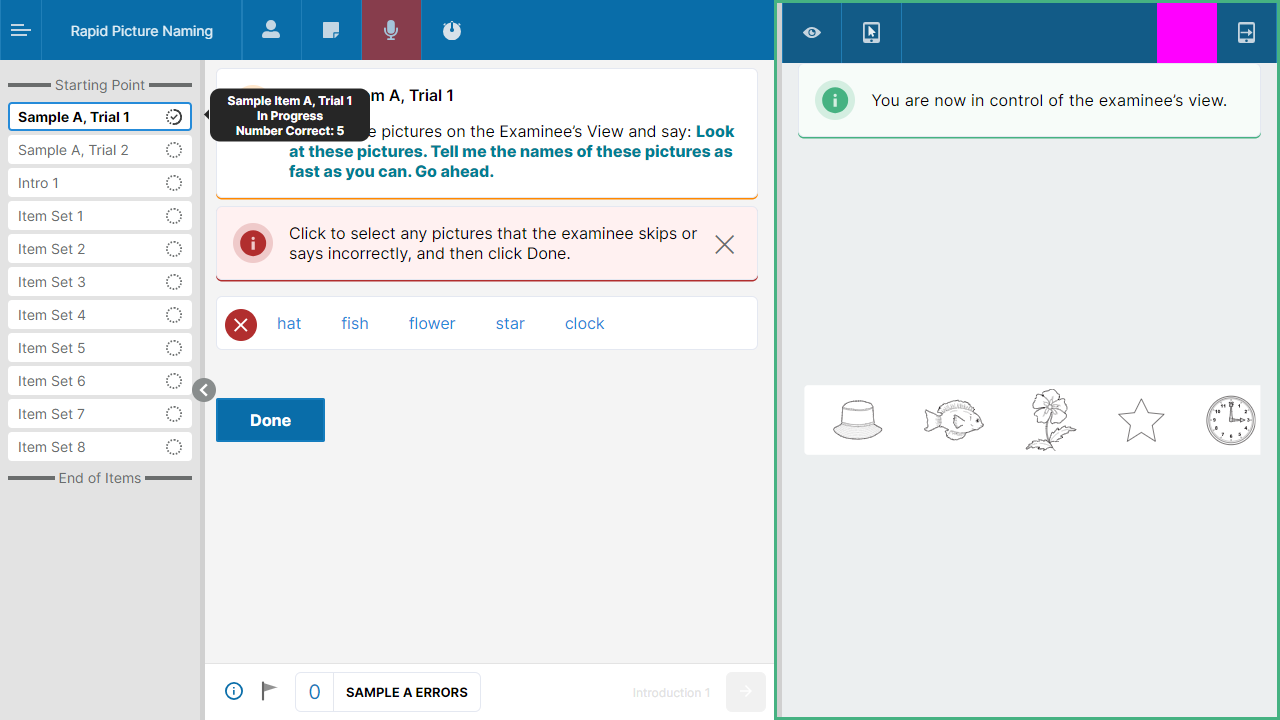 Rapid Picture Naming
Starting Point
Sample A, Trial 1
Sample A, Trial 2
Intro 1
Item Set 1
Item Set 2
Item Set 3
Item Set 4
Item Set 5
Item Set 6
Item Set 7
Item Set 8
End of Items
Sample Item A, Trial 1
In Progress
Number Correct: 5
m A, Trial 1
e pictures on the Examinee’s View and say: Look
at these pictures. Tell me the names of these pictures as
fast as you can. Go ahead.
Click to select any pictures that the examinee skips or
says incorrectly, and then click Done.
hat fish flower star clock
Done
0 SAMPLE A ERRORS
Introduction 1
You are now in control of the examinee’s view.